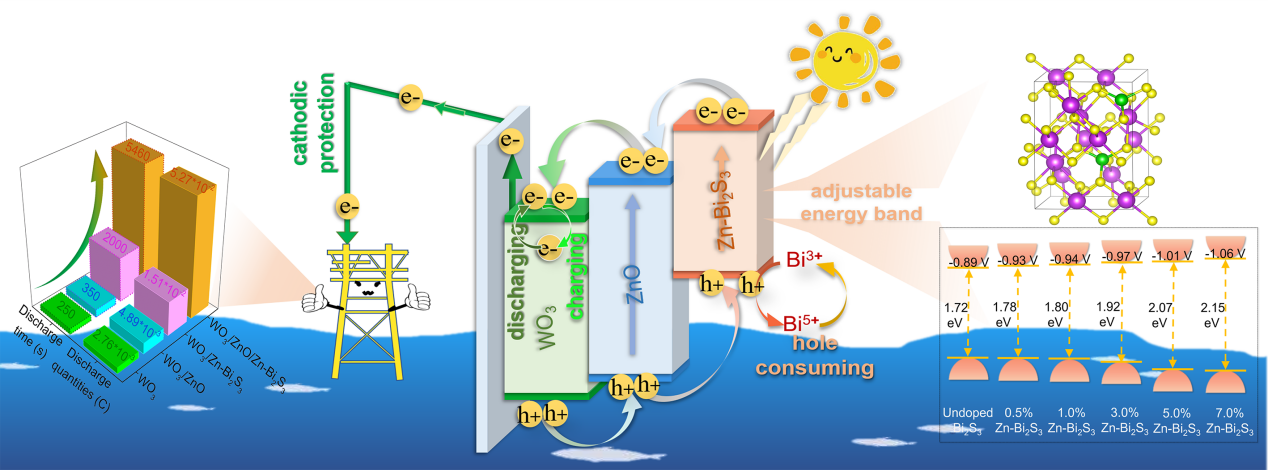 cathodic
protection
e-
e-
e-
e- e-
e-
e- e-
e- e-
discharging
charging
WO3
ZnO
Zn-Bi2S3
h+ h+
h+ h+
h+ h+
adjustable
energy band
Bi3+
Bi5+
hole
consuming
5460
2000
350
250
5.27*10-2
1.51*10-2
4.89*10-3
2.75*10-3
Discharge
time (s)
Discharge
quantities (C)
WO3
WO3/ZnO
WO3/Zn-Bi2S3
WO3/ZnO/Zn-Bi2S3
-0.89 V -0.93 V -0.94 V -0.97 V -1.01 V -1.06 V
1.72 1.78 1.80 1.92 2.07 2.15
eV eV eV eV eV eV
Undoped 0.5% 1.0% 3.0% 5.0% 7.0%
Bi2S3 Zn-Bi2S3 Zn-Bi2S3 Zn-Bi2S3 Zn-Bi2S3 Zn-Bi2S3